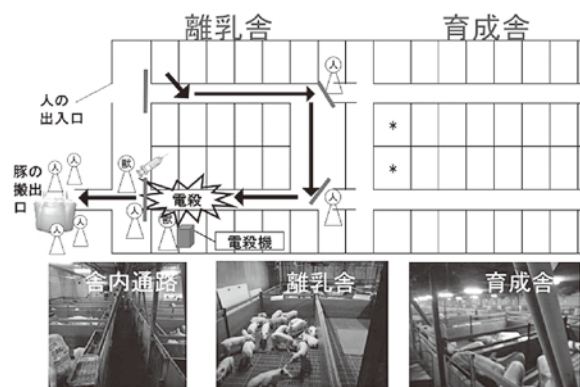 離乳舎
育成舎
人の
出入口
人
豚の
搬出
口
人
人
獣
電殺
人
人
獣
人
人
人
電殺機
*
*
舎内通路
離乳舎
育成舎